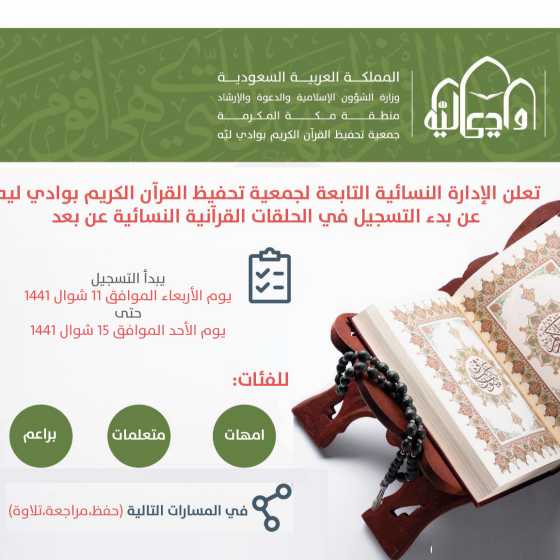 وادي ليّه
المملكة العربية السعودية
وزارة الشؤون الإسلامية والدعوة والإرشاد
منطقة مكة المكرمة
جمعية تحفيظ القرآن الكريم بوادي ليّه
تعلن الإدارة النسائية التابعة لجمعية تحفيظ القرآن الكريم بوادي ليه
عن بدء التسجيل في الحلقات القرآنية النسائية عن بعد
يبدأ التسجيل
يوم الأربعاء الموافق 11 شوال 1441
حتى
يوم الأحد الموافق 15 شوال 1441
للفئات:
امهات
متعلمات
براعم
في المسارات التالية (حفظ،مراجعة،تلاوة)